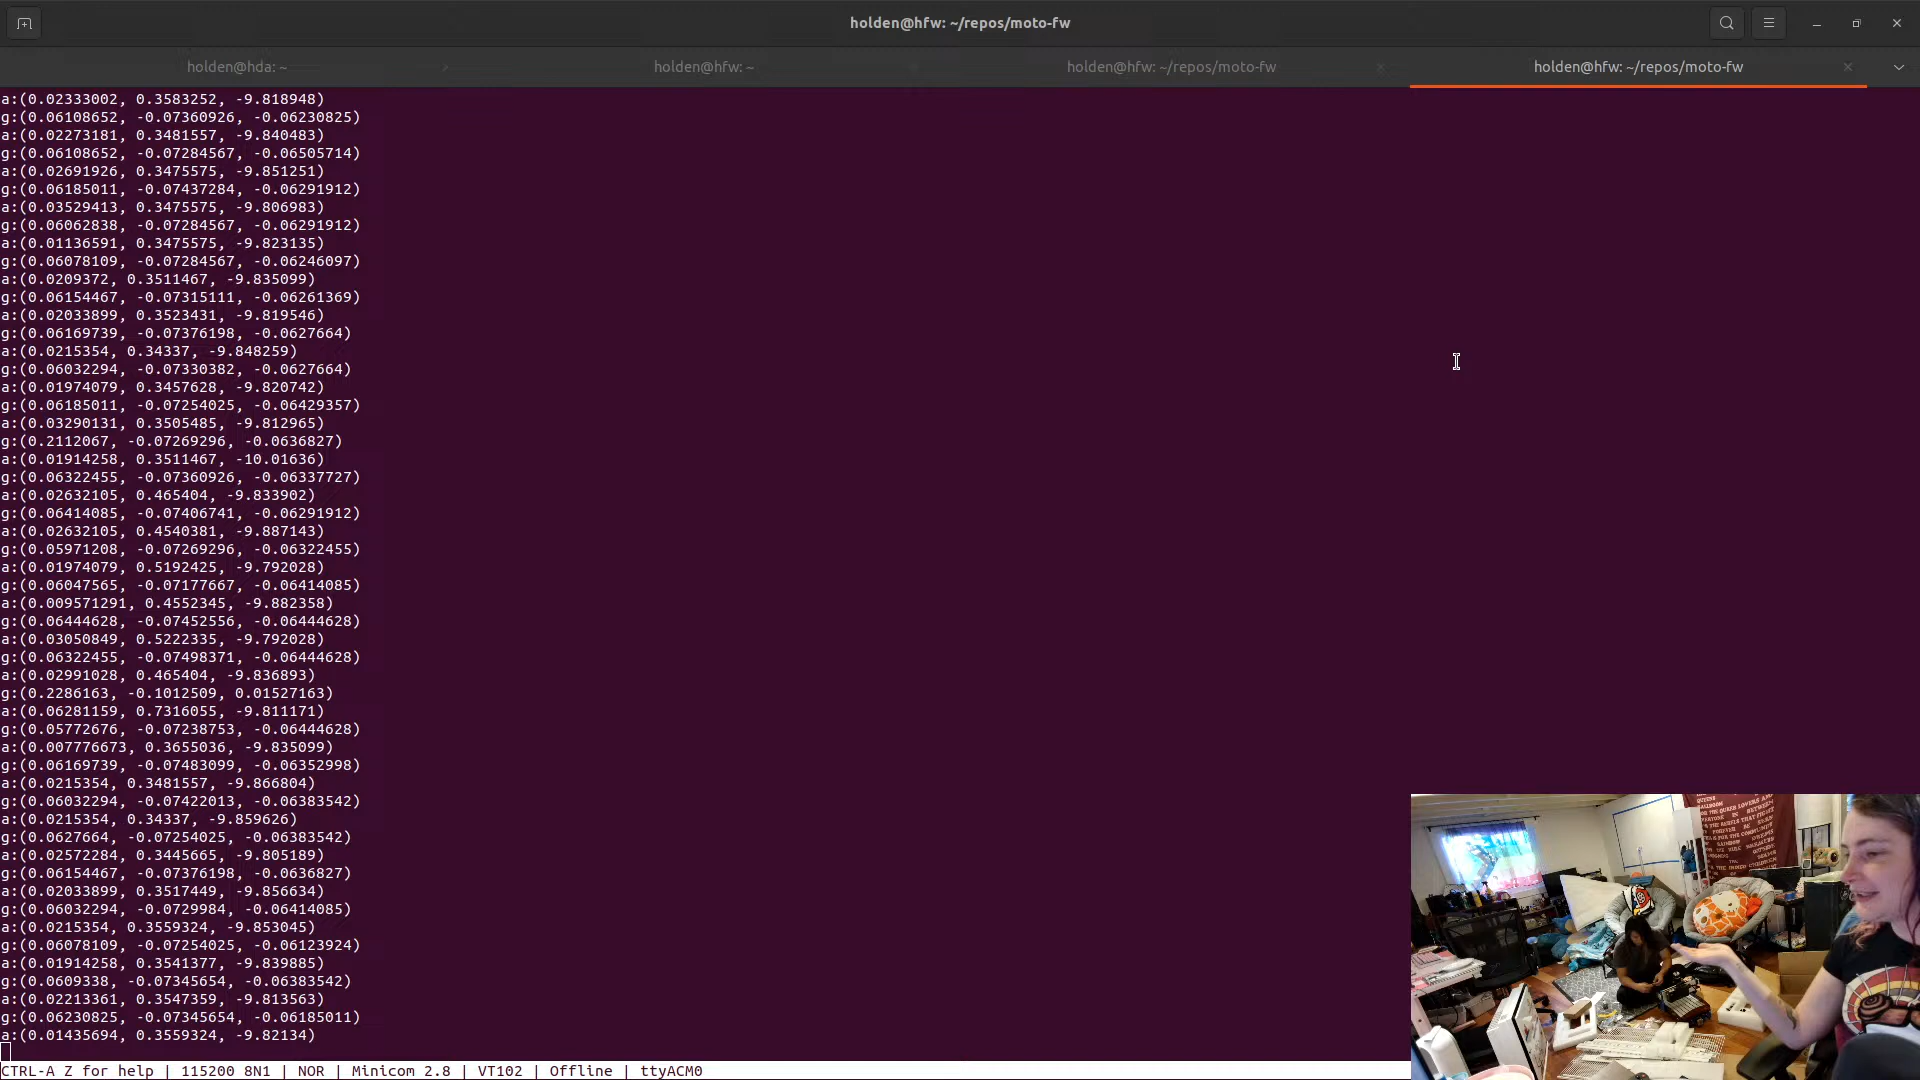 holden@hfw: ~/repos/moto-fw
holden@hda: ~
holden@hfw: ~
holden@hfw: ~/repos/moto-fw
holden@hfw: ~/repos/moto-fw
a:(0.02333002, 0.3583252, -9.818948)
g:(0.06108652, -0.07360926, -0.06230825)
a:(0.02273181, 0.3481557, -9.840483)
g:(0.06108652, -0.07284567, -0.06505714)
a:(0.02691926, 0.3475575, -9.851251)
g:(0.06185011, -0.07437284, -0.06291912)
a:(0.03529413, 0.3475575, -9.806983)
g:(0.06062838, -0.07284567, -0.06291912)
a:(0.01136591, 0.3475575, -9.823135)
g:(0.06078109, -0.07284567, -0.06246097)
a:(0.0209372, 0.3511467, -9.835099)
g:(0.06154467, -0.07315111, -0.06261369)
a:(0.02033899, 0.3523431, -9.819546)
g:(0.06169739, -0.07376198, -0.0627664)
a:(0.0215354, 0.34337, -9.848259)
g:(0.06032294, -0.07330382, -0.0627664)
a:(0.01974079, 0.3457628, -9.820742)
g:(0.06185011, -0.07254025, -0.06429357)
a:(0.03290131, 0.3505485, -9.812965)
g:(0.2112067, -0.07269296, -0.0636827)
a:(0.01914258, 0.3511467, -10.01636)
g:(0.06322455, -0.07360926, -0.06337727)
a:(0.02632105, 0.465404, -9.833902)
g:(0.06414085, -0.07406741, -0.06291912)
a:(0.02632105, 0.4540381, -9.887143)
g:(0.05971208, -0.07269296, -0.06322455)
a:(0.01974079, 0.5192425, -9.792028)
g:(0.06047565, -0.07177667, -0.06414085)
a:(0.009571291, 0.4552345, -9.882358)
g:(0.06444628, -0.07452556, -0.06444628)
a:(0.03050849, 0.5222335, -9.792028)
g:(0.06322455, -0.07498371, -0.06444628)
a:(0.02991028, 0.465404, -9.836893)
g:(0.2286163, -0.1012509, 0.01527163)
a:(0.06281159, 0.7316055, -9.811171)
g:(0.05772676, -0.07238753, -0.06444628)
a:(0.007776673, 0.3655036, -9.835099)
g:(0.06169739, -0.07483099, -0.06352998)
a:(0.0215354, 0.3481557, -9.866804)
g:(0.06032294, -0.07422013, -0.06383542)
a:(0.0215354, 0.34337, -9.859626)
g:(0.0627664, -0.07254025, -0.06383542)
a:(0.02572284, 0.3445665, -9.805189)
g:(0.06154467, -0.07376198, -0.0636827)
a:(0.02033899, 0.3517449, -9.856634)
g:(0.06032294, -0.0729984, -0.06414085)
a:(0.0215354, 0.3559324, -9.853045)
g:(0.06078109, -0.07254025, -0.06123924)
a:(0.01914258, 0.3541377, -9.839885)
g:(0.0609338, -0.07345654, -0.06383542)
a:(0.02213361, 0.3547359, -9.813563)
g:(0.06230825, -0.07345654, -0.06185011)
a:(0.01435694, 0.3559324, -9.82134)
CTRL-A Z for help | 115200 8N1 | NOR | Minicom 2.8 | VT102 | Offline | ttyACM0